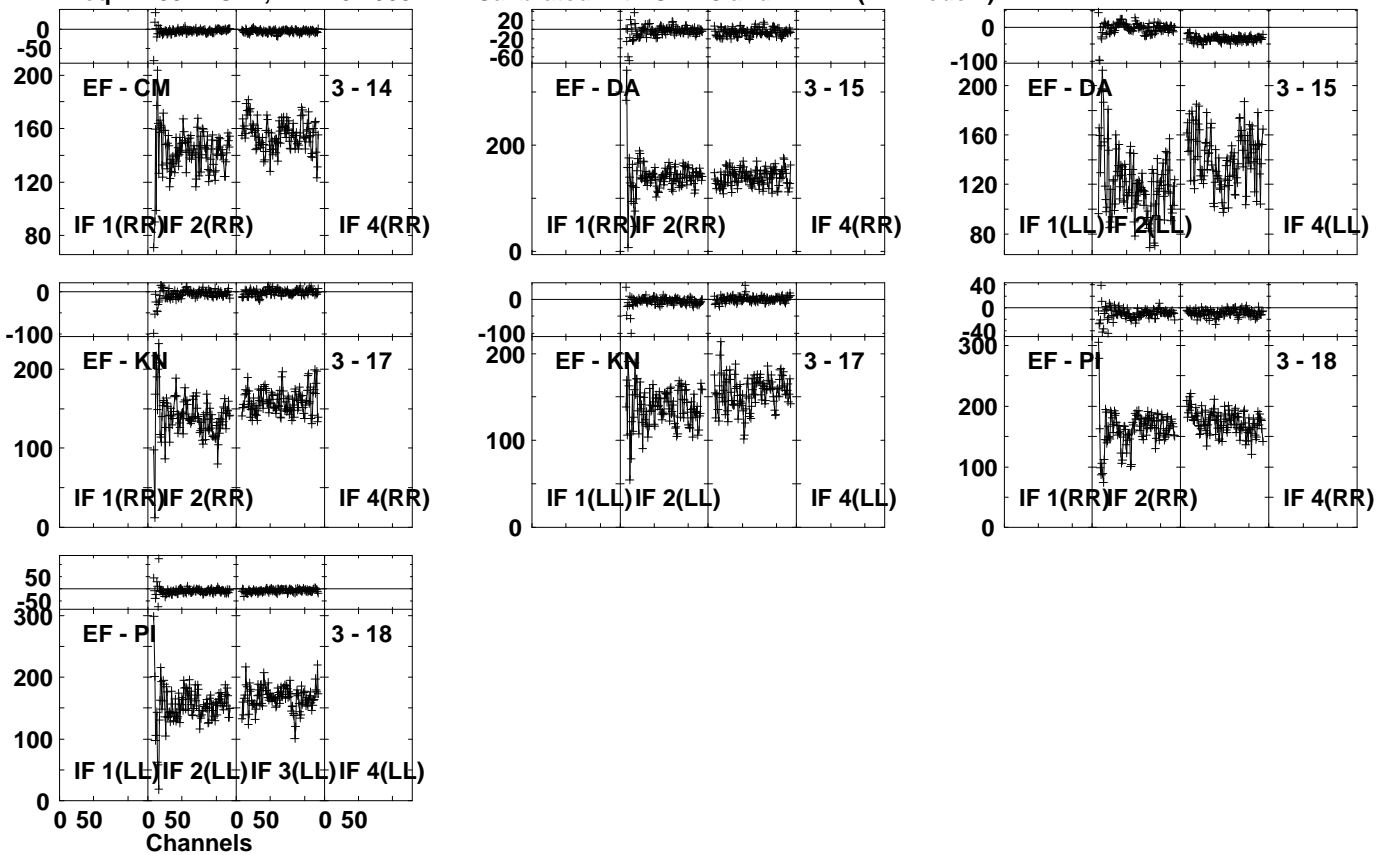 0
-50
EF - CM
3 - 14
200
160
120
80
IF 1(RR) IF 2(RR)
IF 4(RR)
20
0
-20
-60
EF - DA
3 - 15
200
0
IF 1(RR) IF 2(RR)
IF 4(RR)
0
-100
EF - DA
3 - 15
200
160
120
80
IF 1(LL) IF 2(LL)
IF 4(LL)
0
-100
EF - KN
3 - 17
200
100
0
IF 1(RR) IF 2(RR)
IF 4(RR)
0
-100
EF - KN
3 - 17
200
100
0
IF 1(LL) IF 2(LL)
IF 4(LL)
40
0
-40
EF - PI
3 - 18
300
200
100
0
IF 1(RR) IF 2(RR)
IF 4(RR)
50
-50
EF - PI
3 - 18
300
200
100
0
IF 1(LL) IF 2(LL) IF 3(LL) IF 4(LL)
0 50 0 50 0 50 0 50
Channels